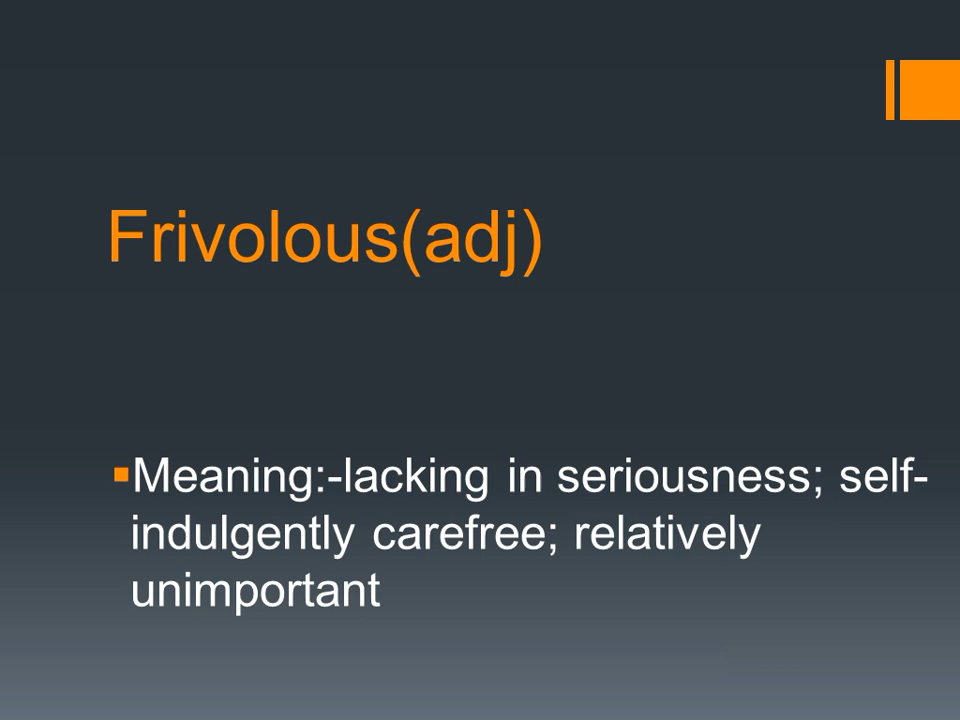 Frivolous(adj)
Meaning:-lacking in seriousness; self-
indulgently carefree; relatively
unimportant